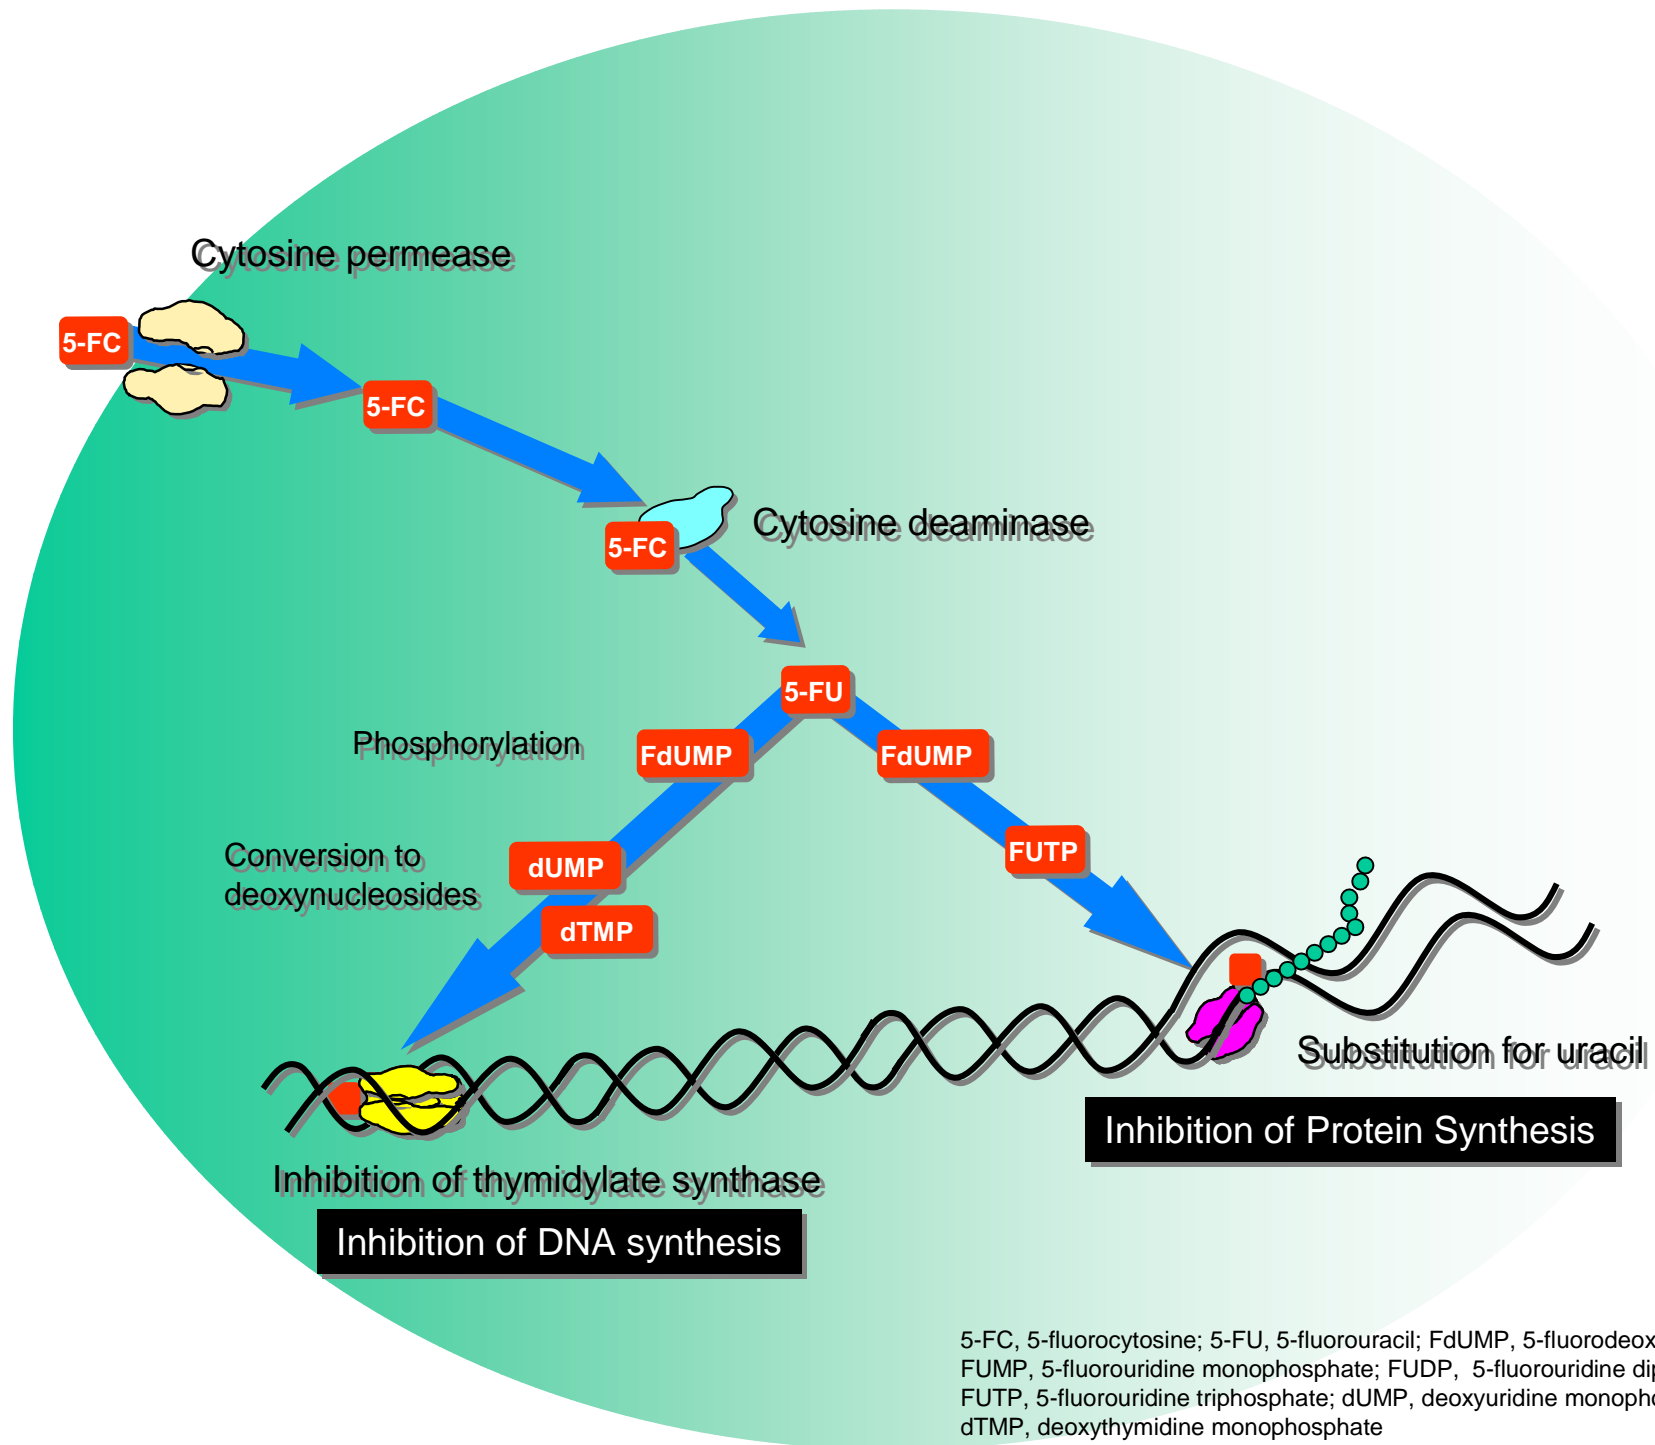 Cytosine permease
5-FC
5-FC
Cytosine deaminase
5-FC
5-FU
Phosphorylation
FdUMP
FdUMP
FUTP
Conversion to
deoxynucleosides
dUMP
dTMP
Substitution for uracil
Inhibition of Protein Synthesis
Inhibition of thymidylate synthase
Inhibition of DNA synthesis
5-FC, 5-fluorocytosine; 5-FU, 5-fluorouracil; FdUMP, 5-fluorodeox
FUMP, 5-fluorouridine monophosphate; FUDP, 5-fluorouridine dip
FUTP, 5-fluorouridine triphosphate; dUMP, deoxyuridine monopho
dTMP, deoxythymidine monophosphate